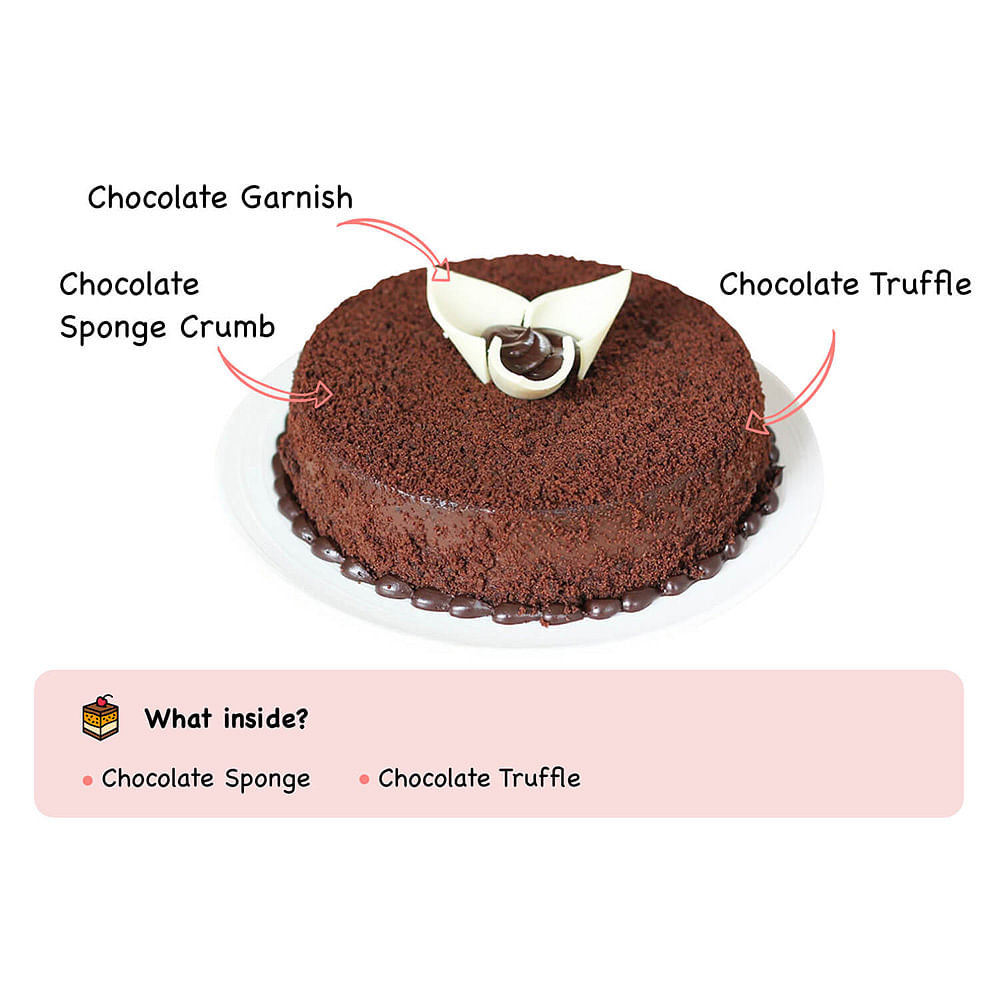 Chocolate Garnish
Chocolate
Sponge Crumb
Chocolate Truffle
What inside?
Chocolate Sponge
Chocolate Truffle